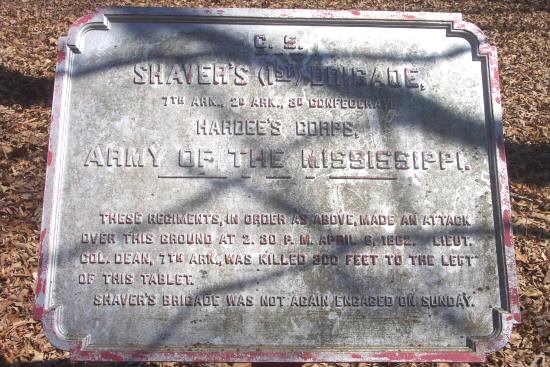 C. S.
SHAVER'S (1ST) BRIGADE,
7TH ARK., 2D ARK., 3D CONFEDERATE
HARDEE'S CORPS,
ARMY OF THE MISSISSIPPI.
THESE REGIMENTS, IN ORDER AS ABOVE, MADE AN ATTACK
OVER THIS GROUND AT 2.30 P. M. APRIL 6, 1862. LIEUT.
COL. DEAN, 7TH ARK., WAS KILLED 300 FEET TO THE LEFT
OF THIS TABLET.
SHAVER'S BRIGADE WAS NOT AGAIN ENGAGED ON SUNDAY.